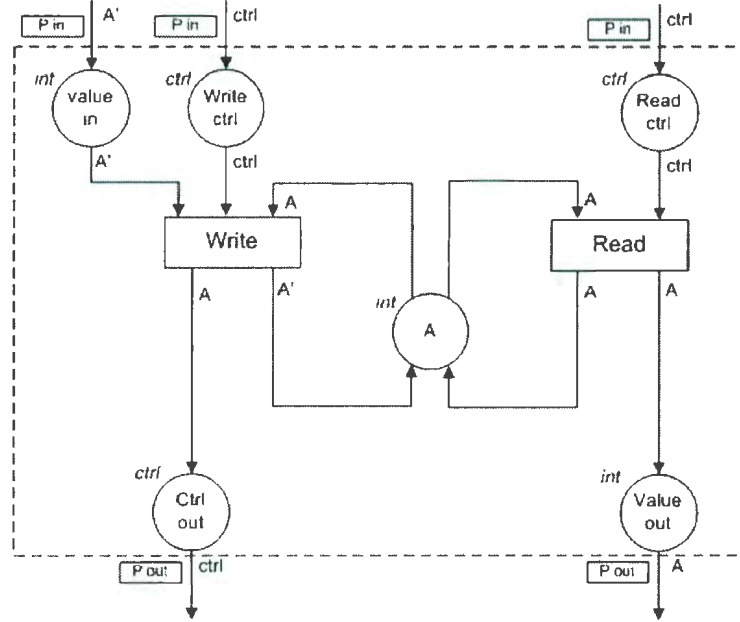 P in
A'
P in
ctrl
P in
ctrl
int
value
in
ctrl
Write
ctrl
ctrl
Read
ctrl
A'
ctrl
ctrl
A
A
Write
Read
A
A'
A
A
int
A
ctrl
Ctrl
out
int
Value
out
P out
ctrl
P out
A